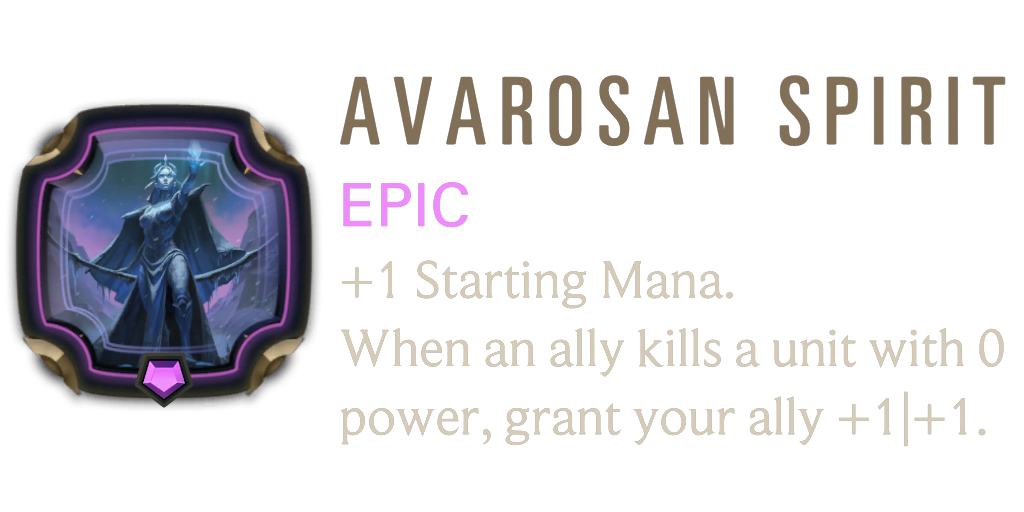 AVAROSAN SPIRIT
EPIC
+1 Starting Mana.
When an ally kills a unit with 0
power, grant your ally +1|+1.